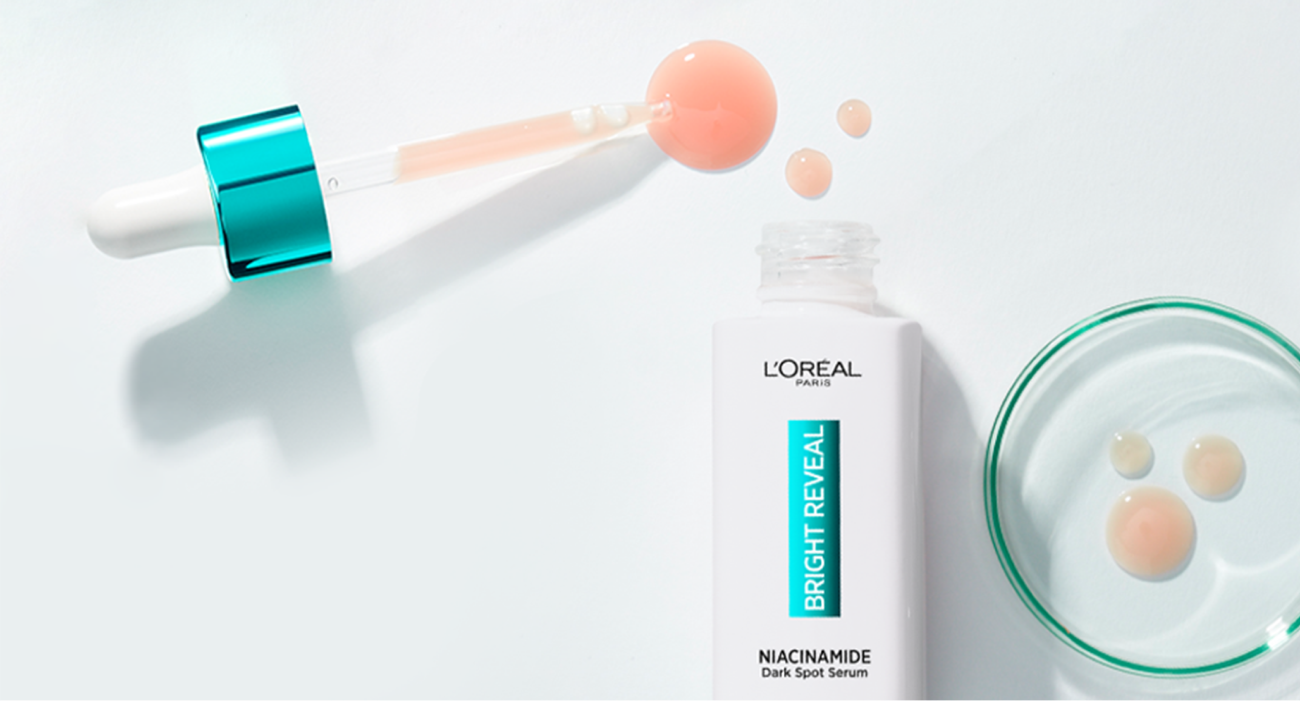 L'ORÉAL
PARIS
BRIGHT REVEAL
NIACINAMIDE
Dark Spot Serum